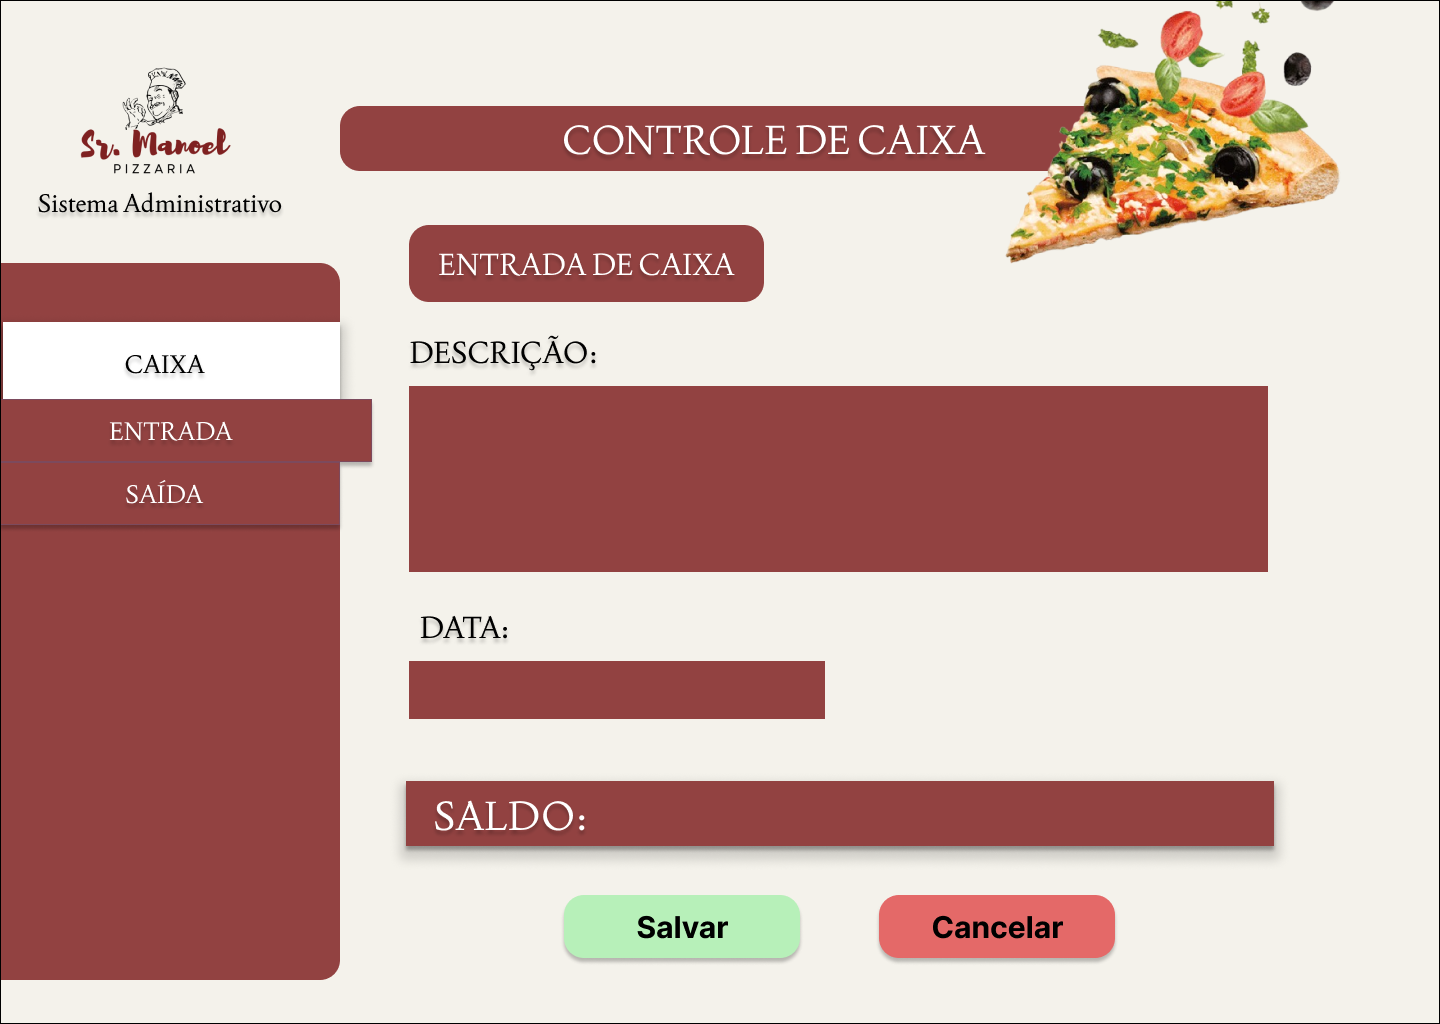 Sr. Manoel
PIZZARIA
Sistema Administrativo
CONTROLE DE CAIXA
CAIXA
ENTRADA
SAÍDA
ENTRADA DE CAIXA
DESCRIÇÃO:
DATA:
SALDO:
Salvar
Cancelar